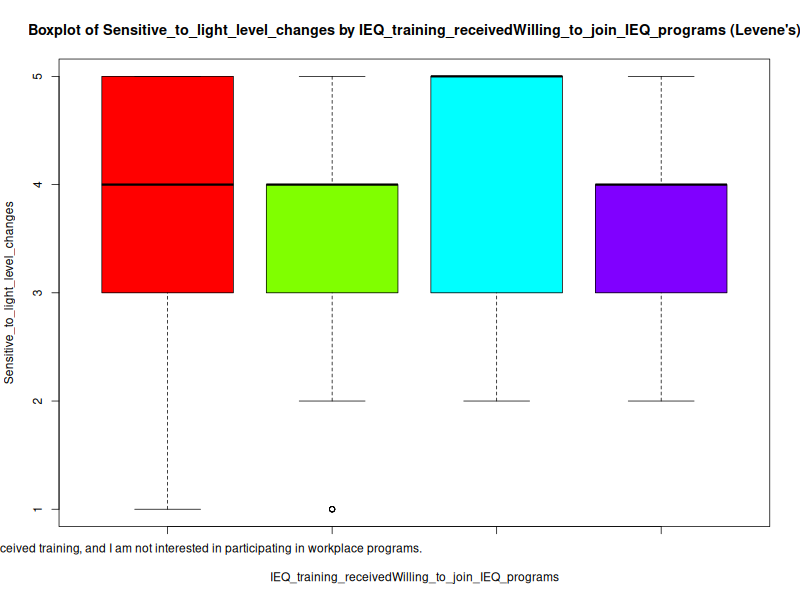 Boxplot of Sensitive_to_light_level_changes by IEQ_training_receivedWilling_to_join_IEQ_programs (Levene's)
5
4
3
2
1
Sensitive_to_light_level_changes
ceived training, and I am not interested in participating in workplace programs.
IEQ_training_receivedWilling_to_join_IEQ_programs